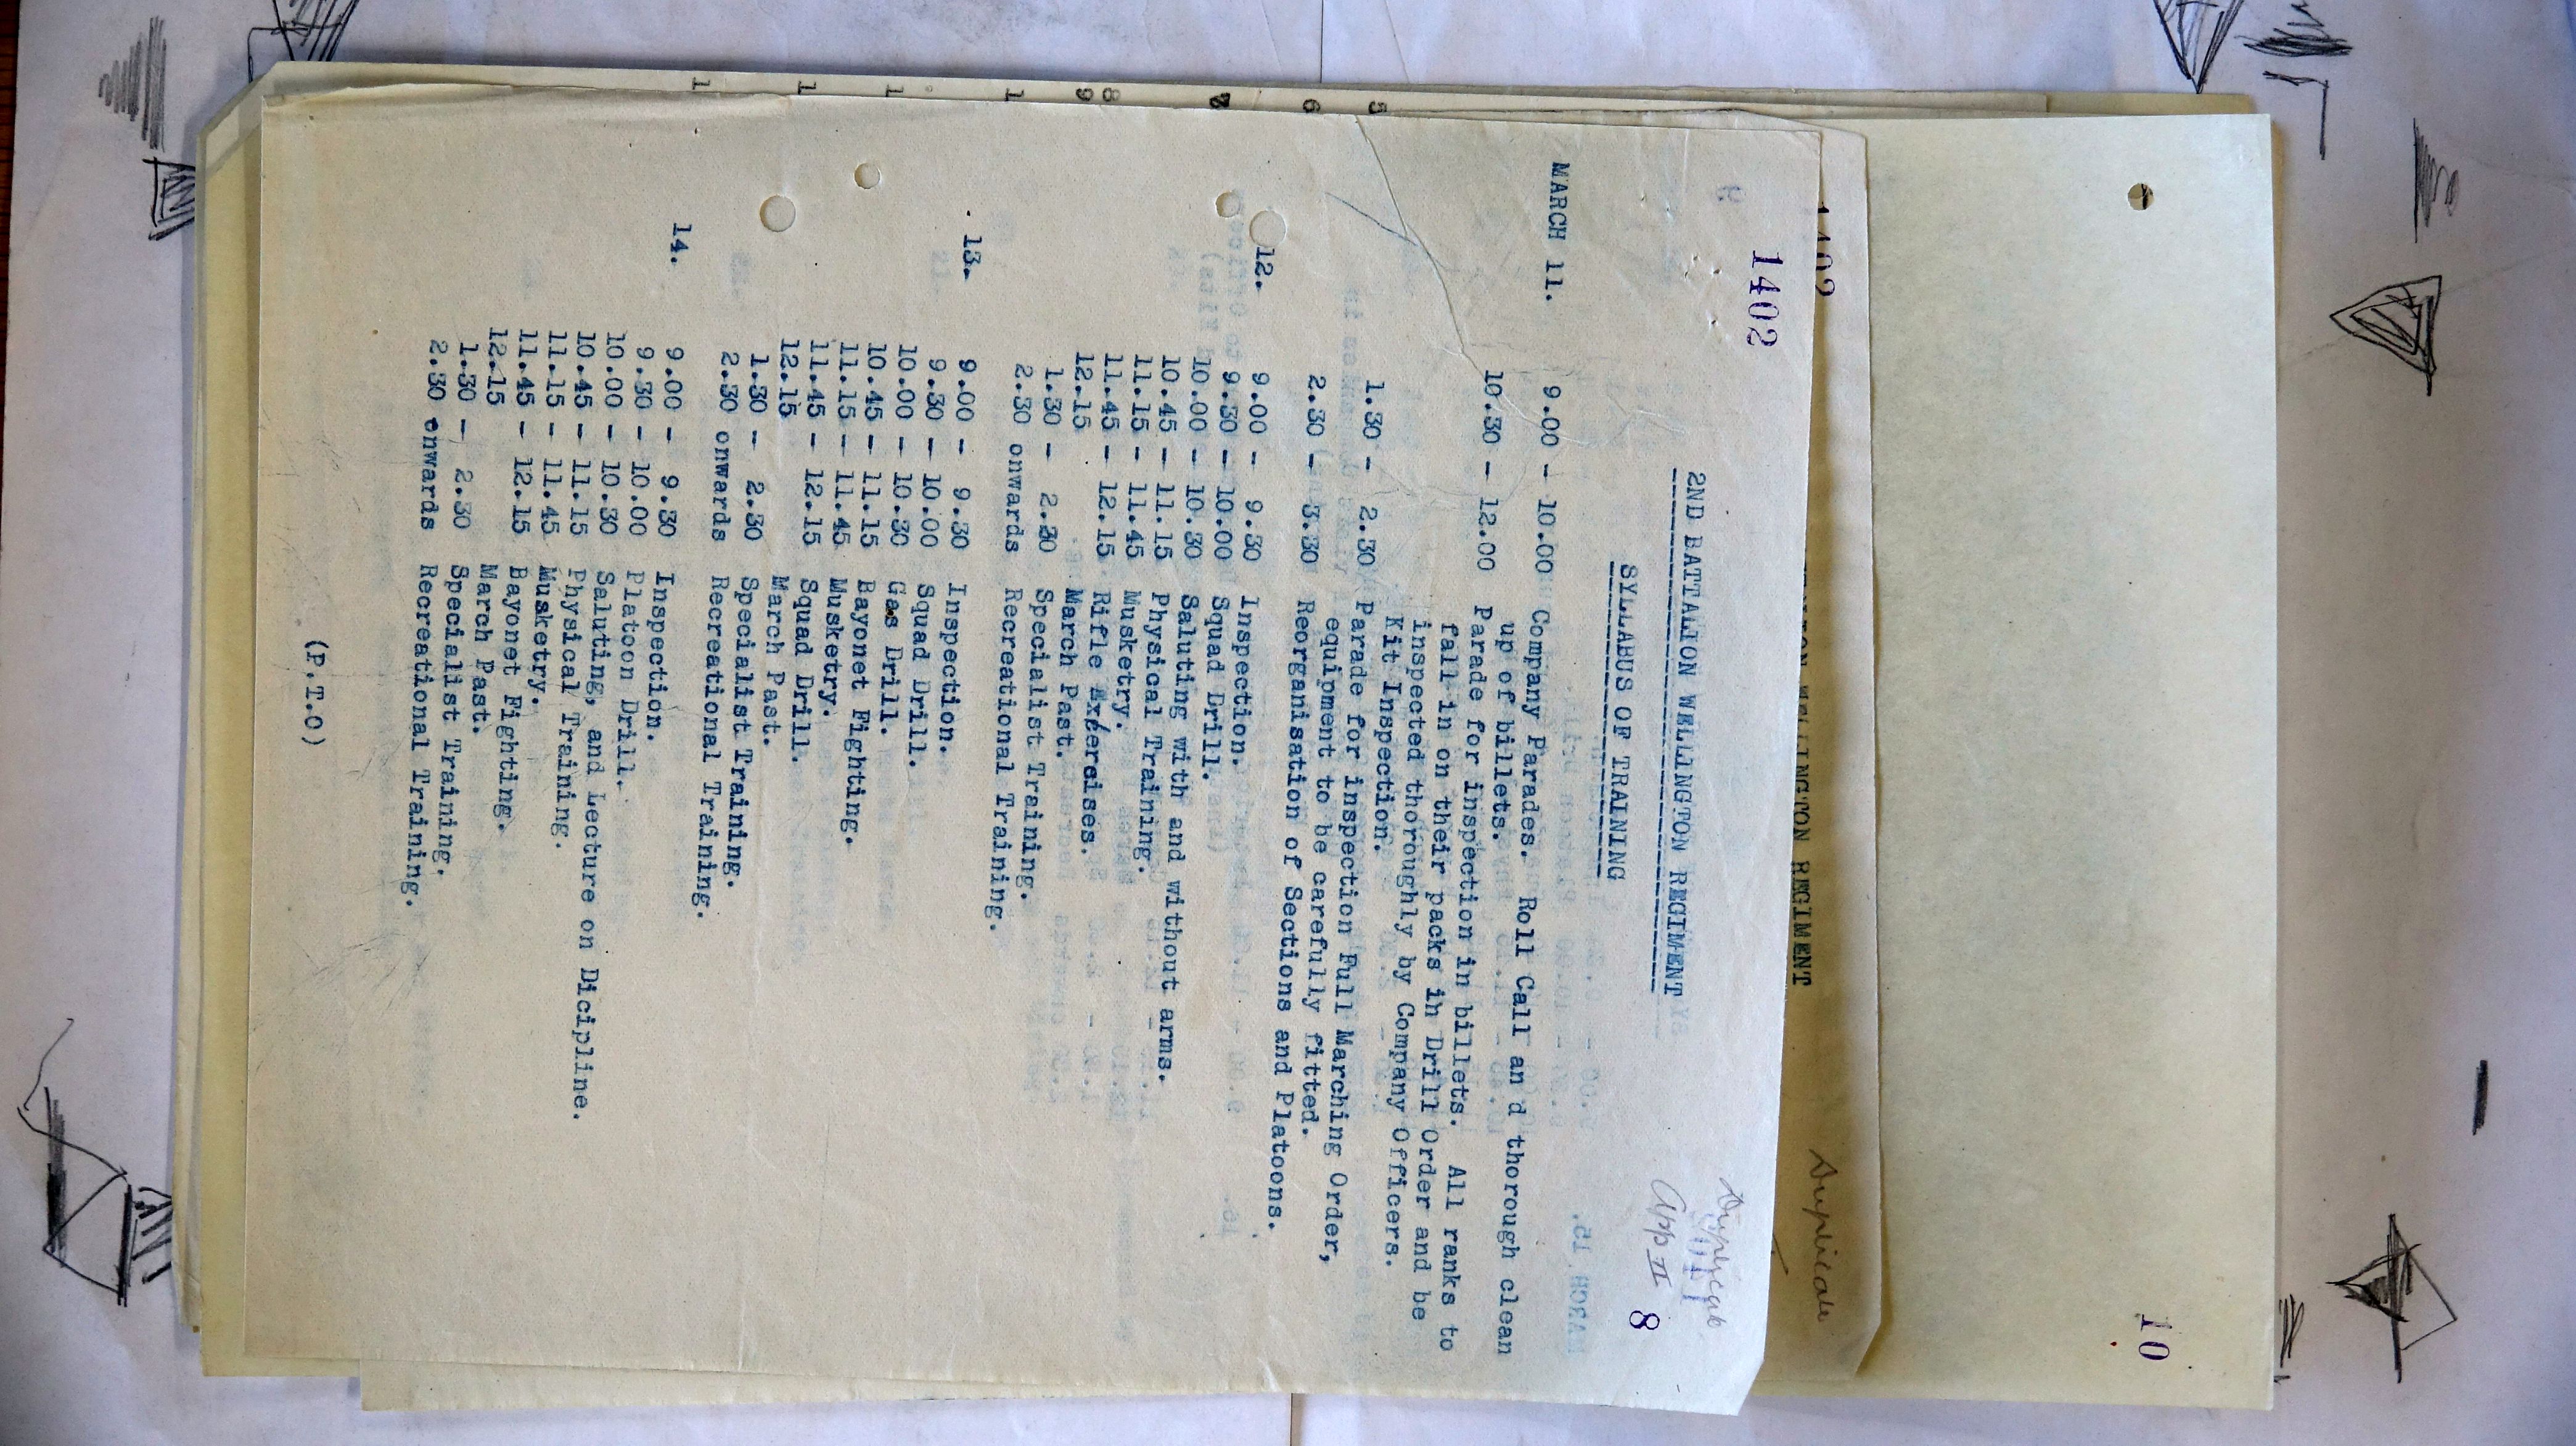 1402
Duplicate
App II
8
2ND BATTALION WELLINGTON REGIMENT
SYLLABUS OF TRAINING
MARCH 11. 9.00 - 10.00 Company Parades. Roll Call an d thorough clean
up of billets.
10.30 - 12.00 Parade for inspection in billets. All ranks to
fall in on their packs in Drill Order and be
inspected thoroughly by Company Officers.
Kit Inspection.
1.30 - 2.30 Parade for inspection Full Marching Order,
equipment to be carefully fitted.
2.30 - 3.30 Reorganisation of Sections and Platoons.
12. 9.00 - 9.30 Inspection.
9.30 - 10.00 Squad Drill.
10.00 - 10.30 Saluting with and without arms.
10.45 - 11.15 Physical Training.
11.15 - 11.45 Musketry.
11.45 - 12.15 Rifle Exercises.
12.15 March Past.
1.30 - 2.30 Specialist Training.
2.30 onwards Recreational Training.
13. 9.00 - 9.30 Inspection.
9.30 - 10.00 Squad Drill.
10.00 - 10.30 Gas Drill.
10.45 - 11.15 Bayonet Fighting.
11.15 - 11.45 Musketry.
11.45 - 12.15 Squad Drill.
12.15 March Past.
1.30 - 2.30 Specialist Training.
2.30 onwards Recreational Training.
14. 9.00 - 9.30 Inspection.
9.30 - 10.00 Platoon Drill.
10.00 - 10.30 Saluting, and Lecture on Dicipline.
10.45 - 11.15 Physical Training.
11.15 - 11.45 Musketry.
11.45 - 12.15 Bayonet Fighting.
12.15 March Past.
1.30 - 2.30 Specialist Training.
2.30 onwards Recreational Training.
(P.T.O)
10
1402
Duplicate
WELLINGTON REGIMENT
5
6
8
9
1
1
1
1